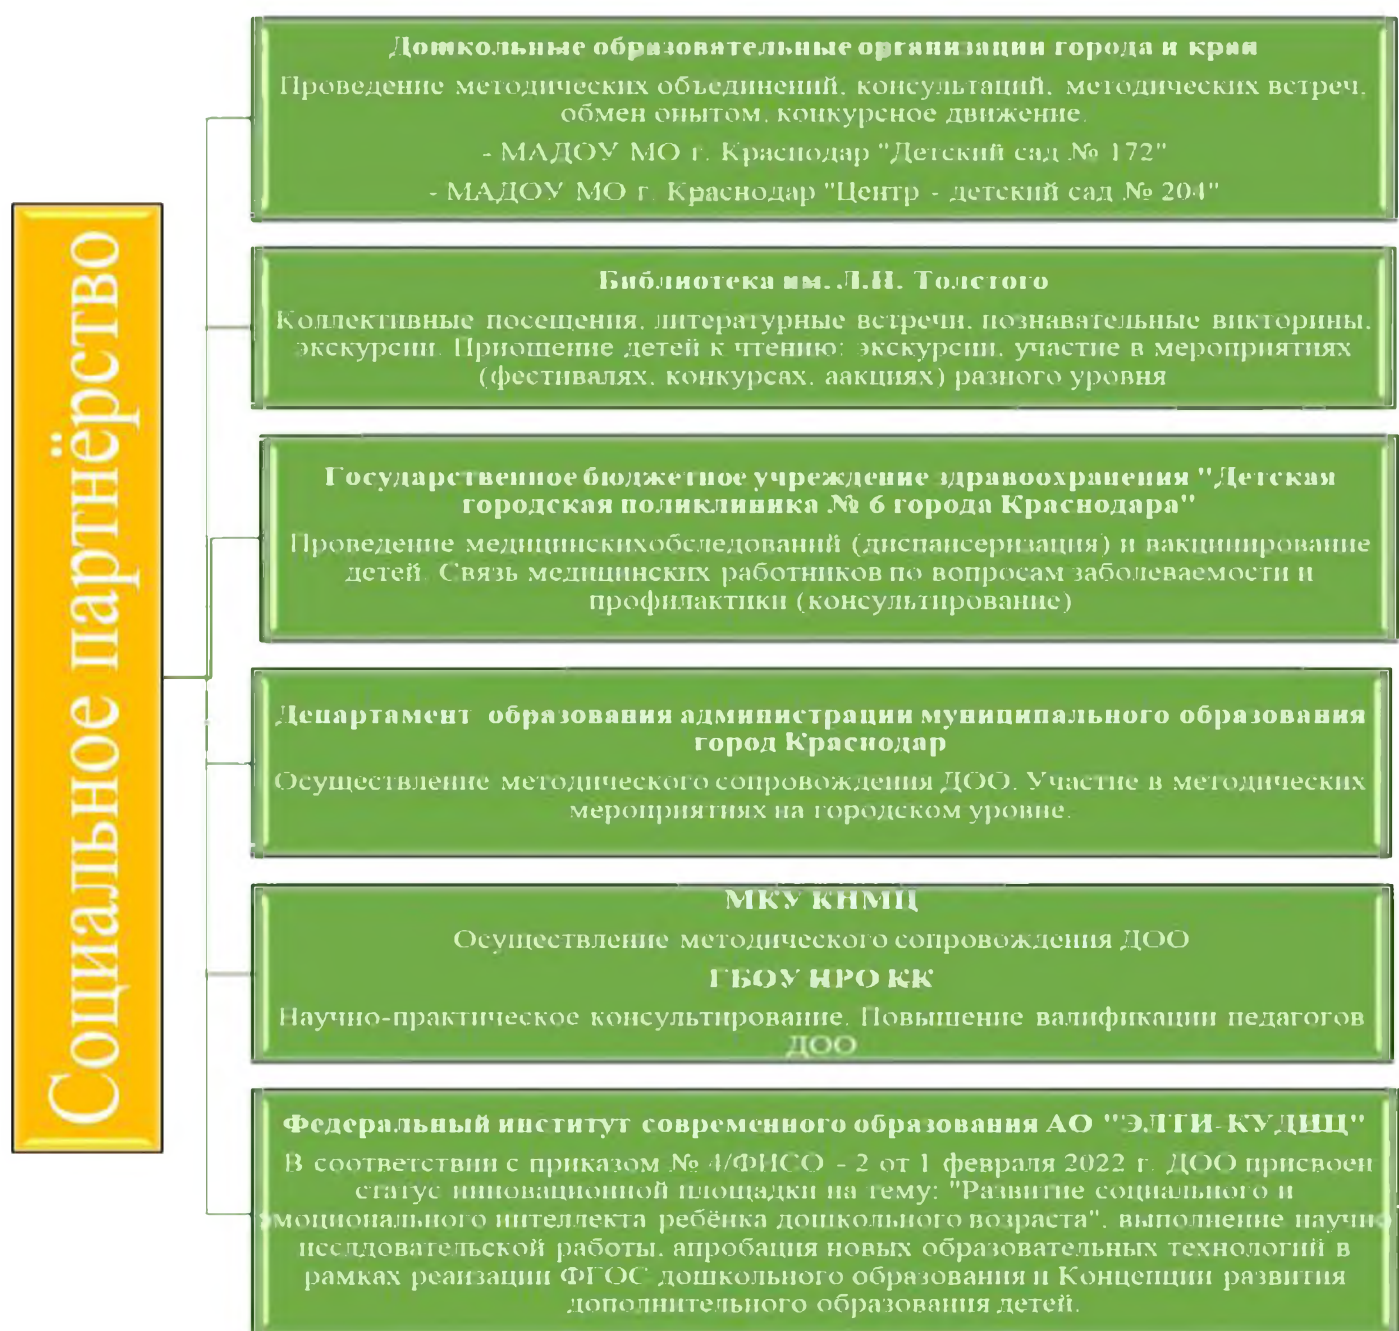 Социальное партнёрство
Дошкольные образовательные организации города и края
Проведение методических объединений, консультаций, методических встреч,
обмен опытом, конкурсное движение.
- МАДОУ МО г. Краснодар "Детский сад № 172"
- МАДОУ МО г. Краснодар "Центр - детский сад № 204"
Библиотека им. Л.Н. Толстого
Коллективные посещения, литературные встречи, познавательные викторины,
экскурсии. Приошение детей к чтению: экскурсии, участие в мероприятиях
(фестивалях, конкурсах, аакциях) разного уровня
Государственное бюджетное учреждение здравоохранения "Детская
городская поликлиника № 6 города Краснодара"
Проведение медицинскихобследований (диспансеризация) и вакцинирование
детей. Связь медицинских работников по вопросам заболеваемости и
профилактики (консультирование)
Департамент образования администрации муниципального образования
город Краснодар
Осуществление методического сопровождения ДОО. Участие в методических
мероприятиях на городском уровне.
МКУ КНМЦ
Осуществление методического сопровождения ДОО
ГБОУ ИРО КК
Научно-практическое консультирование. Повышение валификации педагогов
ДОО
Федеральный институт современного образования АО "ЭЛТИ-КУДИЦ"
В соответствии с приказом № 4/ФИСО - 2 от 1 февраля 2022 г. ДОО присвоен
статус инновационной площадки на тему: "Развитие социального и
эмоционального интеллекта ребёнка дошкольного возраста", выполнение научно
исслдовательской работы, апробация новых образовательных технологий в
рамках реаизации ФГОС дошкольного образования и Концепции развития
дополнительного образования детей.